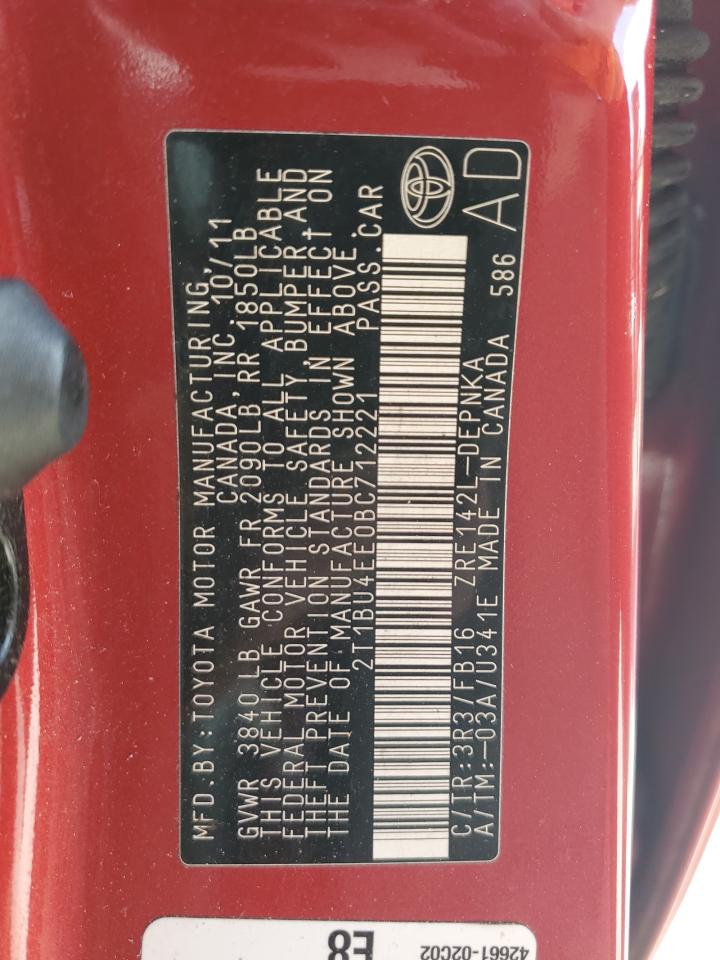 MFD.BY:TOYOTA MOTOR MANUFACTURING,
CANADA, INC. 10/11
GVWR 3840 LB GAWR FR 2090LB RR 1850LB
THIS VEHICLE CONFORMS TO ALL APPLICABLE
FEDERAL MOTOR VEHICLE SAFETY, BUMPER, AND
THEFT PREVENTION STANDARDS IN EFFECT ON
THE DATE OF MANUFACTURE SHOWN ABOVE.
2T1BU4EE0BC712221 PASS.CAR
C/TR:3R3/FB16 ZRE142L-DEPNKA
A/TM:-03A/U341E MADE IN CANADA 586
AD
E8
42661-02C02